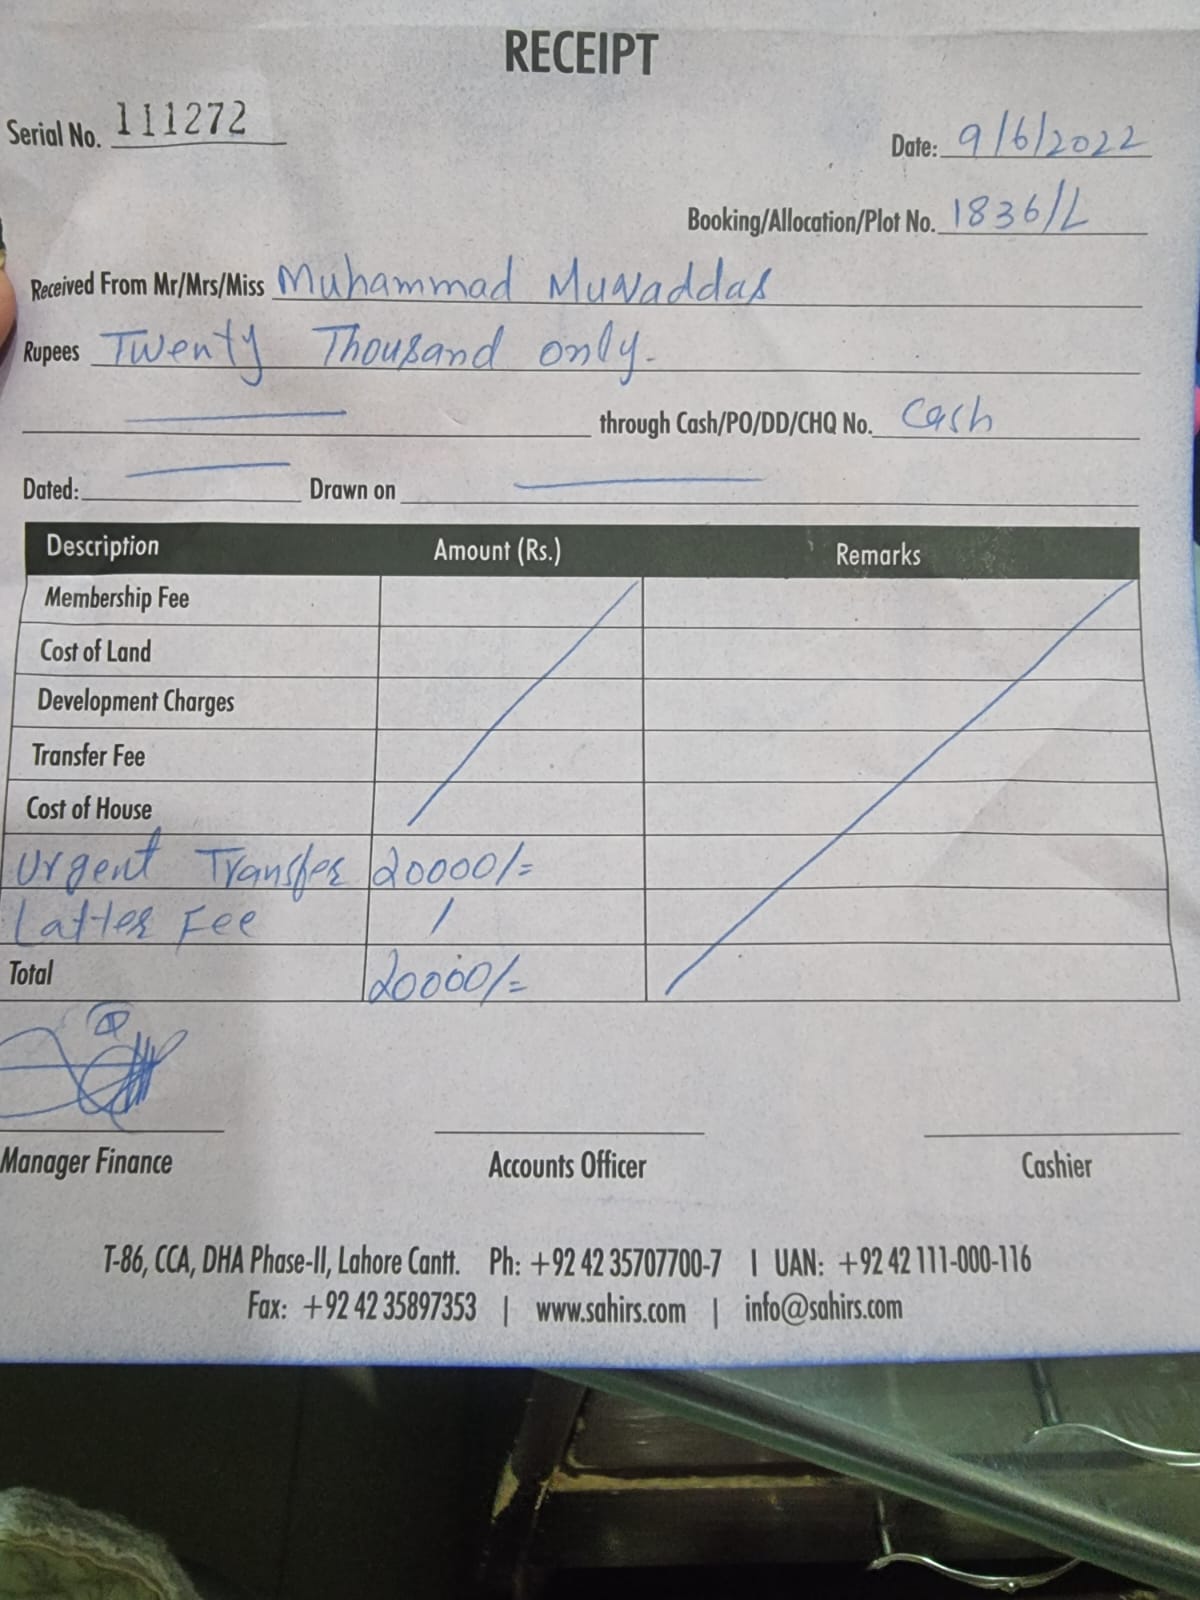 RECEIPT
Serial No. 111272
Date: 9/6/2022
Booking/Allocation/Plot No. 1836/L
Received From Mr/Mrs/Miss Muhammad Muvaddas
Rupees Twenty Thousand only.
through Cash/PO/DD/CHQ No. Cash
Dated: Drawn on
Description Amount (Rs.) Remarks
Membership Fee
Cost of Land
Development Charges
Transfer Fee
Cost of House
Urgent Transfer 20000/=
Latter Fee /
Total 20000/=
Manager Finance Accounts Officer Cashier
T-86, CCA, DHA Phase-II, Lahore Cantt. Ph: +92 42 35707700-7 | UAN: +92 42 111-000-116
Fax: +92 42 35897353 | www.sahirs.com | info@sahirs.com